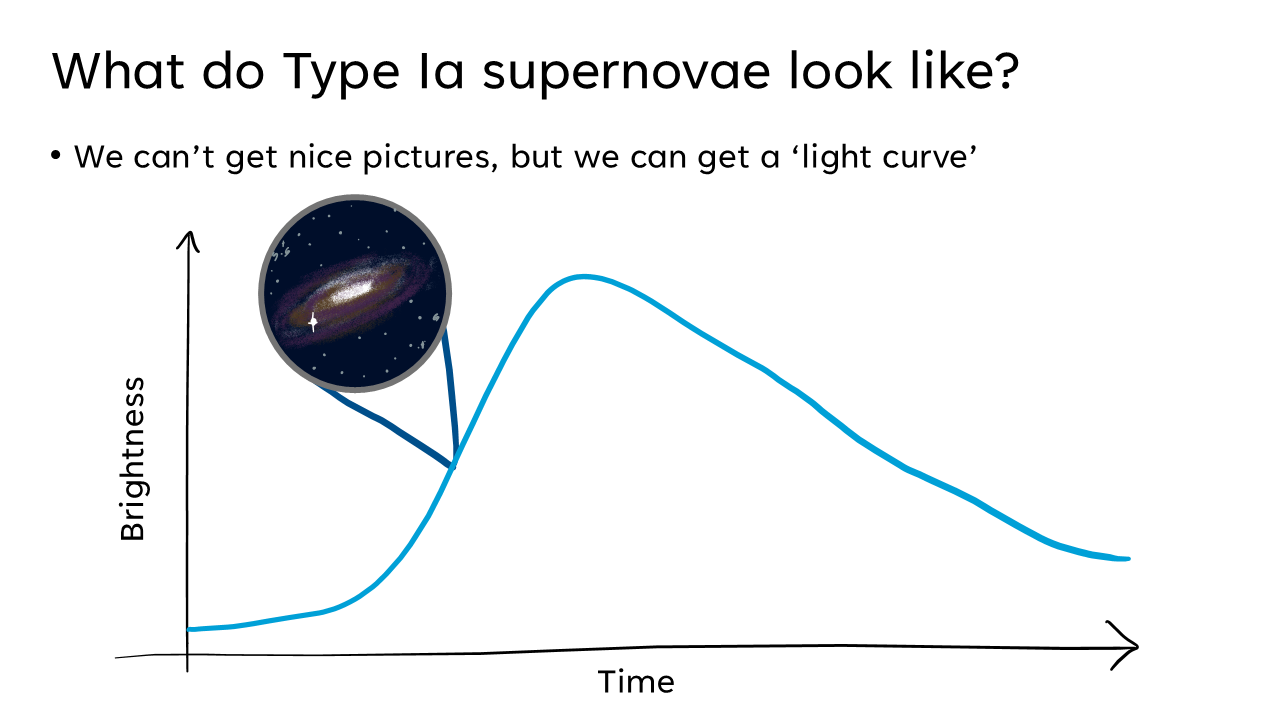 What do Type Ia supernovae look like?
• We can’t get nice pictures, but we can get a ‘light curve’
Brightness
Time